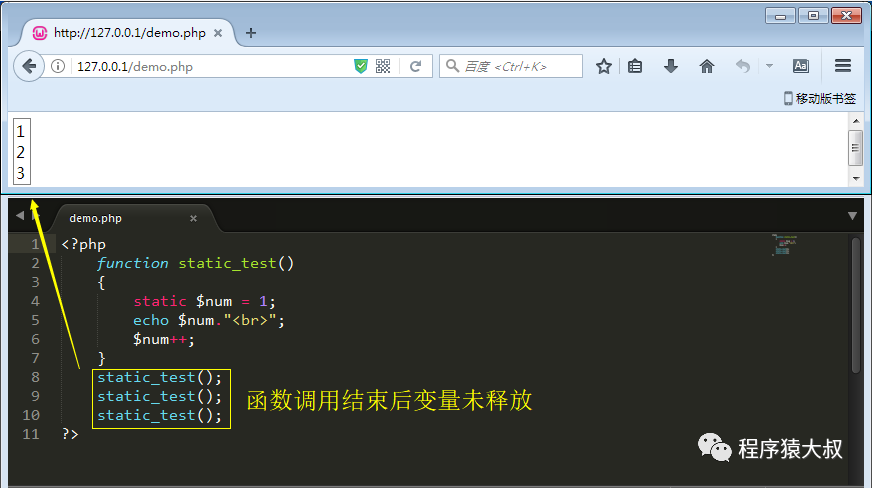 http://127.0.0.1/demo.php
127.0.0.1/demo.php
百度 <Ctrl+K>
移动版书签
1
2
3
demo.php
1 <?php
2 function static_test()
3 {
4 static $num = 1;
5 echo $num."<br>";
6 $num++;
7 }
8 static_test();
9 static_test();
10 static_test();
11 ?>
函数调用结束后变量未释放
程序猿大叔